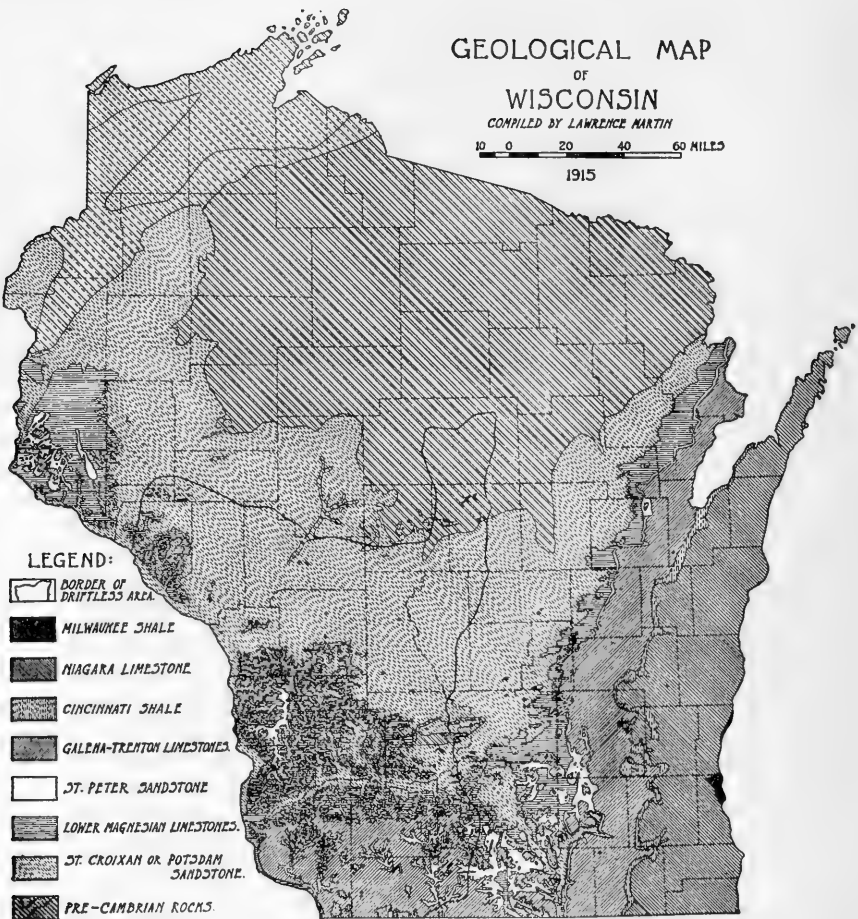 GEOLOGICAL MAP
OF
WISCONSIN
COMPILED BY LAWRENCE MARTIN
10 0 20 40 60 MILES
1915
LEGEND:
BORDER OF
DRIFTLESS AREA.
MILWAUKEE SHALE
NIAGARA LIMESTONE
CINCINNATI SHALE
GALENA-TRENTON LIMESTONES.
ST. PETER SANDSTONE
LOWER MAGNESIAN LIMESTONES.
ST. CROIXAN OR POTSDAM
SANDSTONE.
PRE-CAMBRIAN ROCKS.